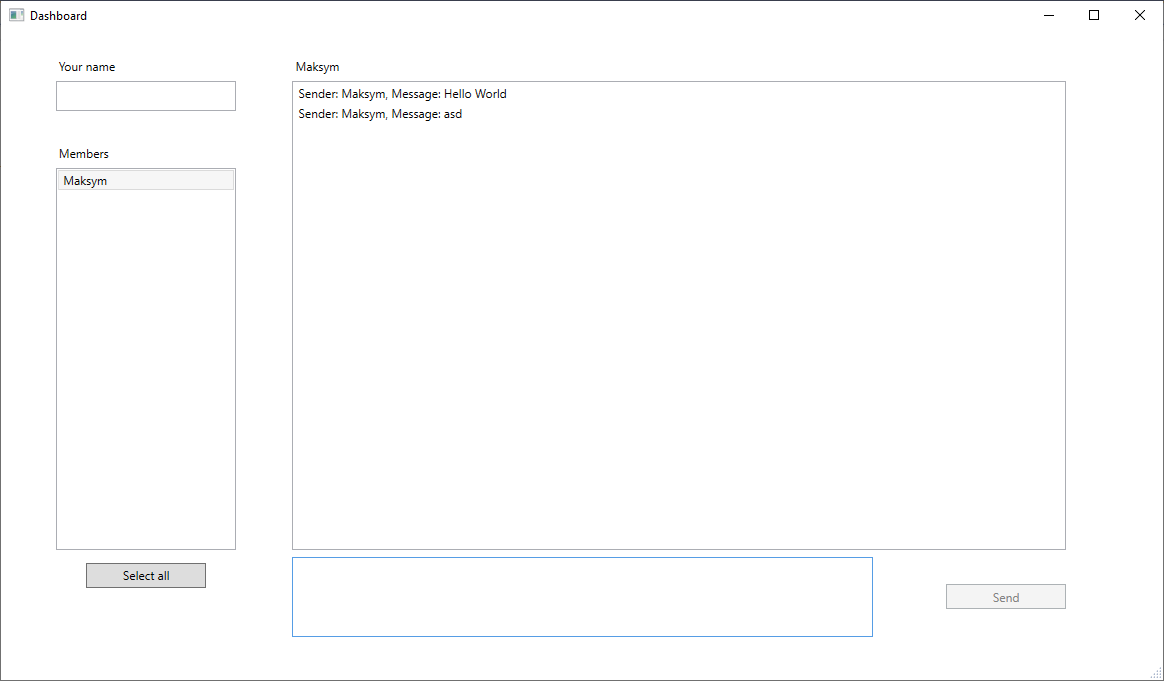 Dashboard
Your name
Members
Maksym
Select all
Maksym
Sender: Maksym, Message: Hello World
Sender: Maksym, Message: asd
Send